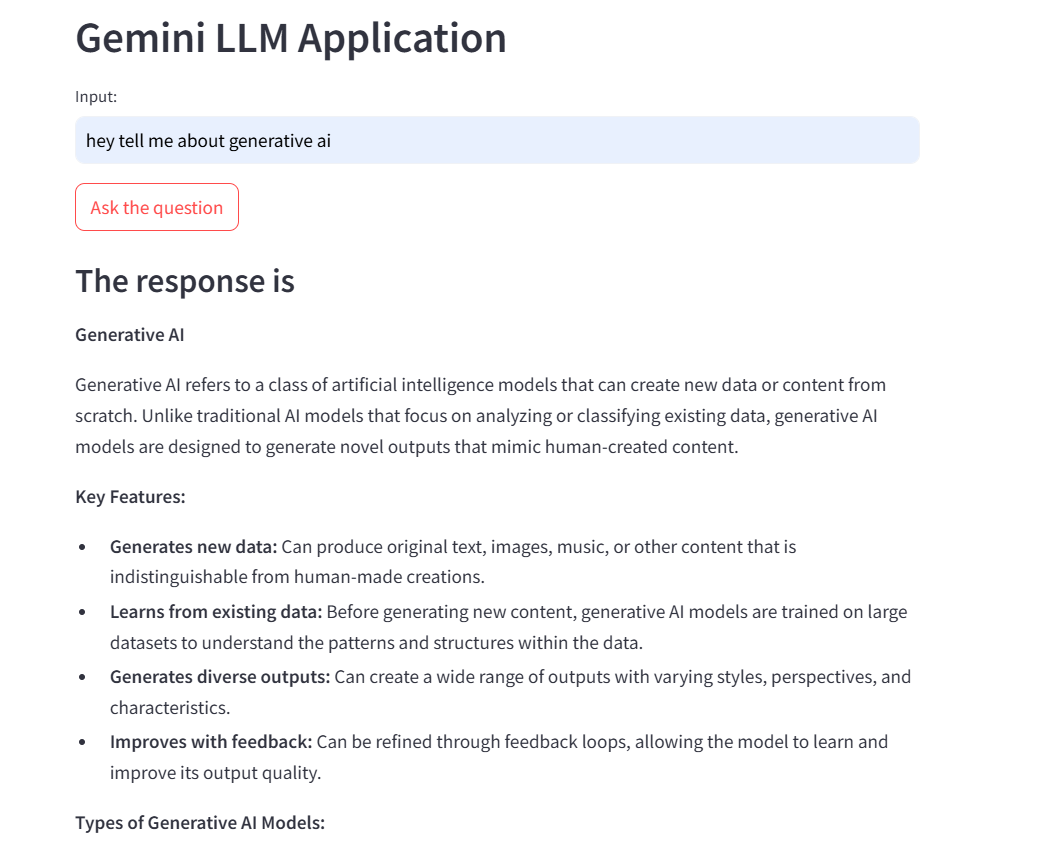 Gemini LLM Application
Input:
hey tell me about generative ai
Ask the question
The response is
Generative AI
Generative AI refers to a class of artificial intelligence models that can create new data or content from
scratch. Unlike traditional AI models that focus on analyzing or classifying existing data, generative AI
models are designed to generate novel outputs that mimic human-created content.
Key Features:
• Generates new data: Can produce original text, images, music, or other content that is
indistinguishable from human-made creations.
• Learns from existing data: Before generating new content, generative AI models are trained on large
datasets to understand the patterns and structures within the data.
• Generates diverse outputs: Can create a wide range of outputs with varying styles, perspectives, and
characteristics.
• Improves with feedback: Can be refined through feedback loops, allowing the model to learn and
improve its output quality.
Types of Generative AI Models: